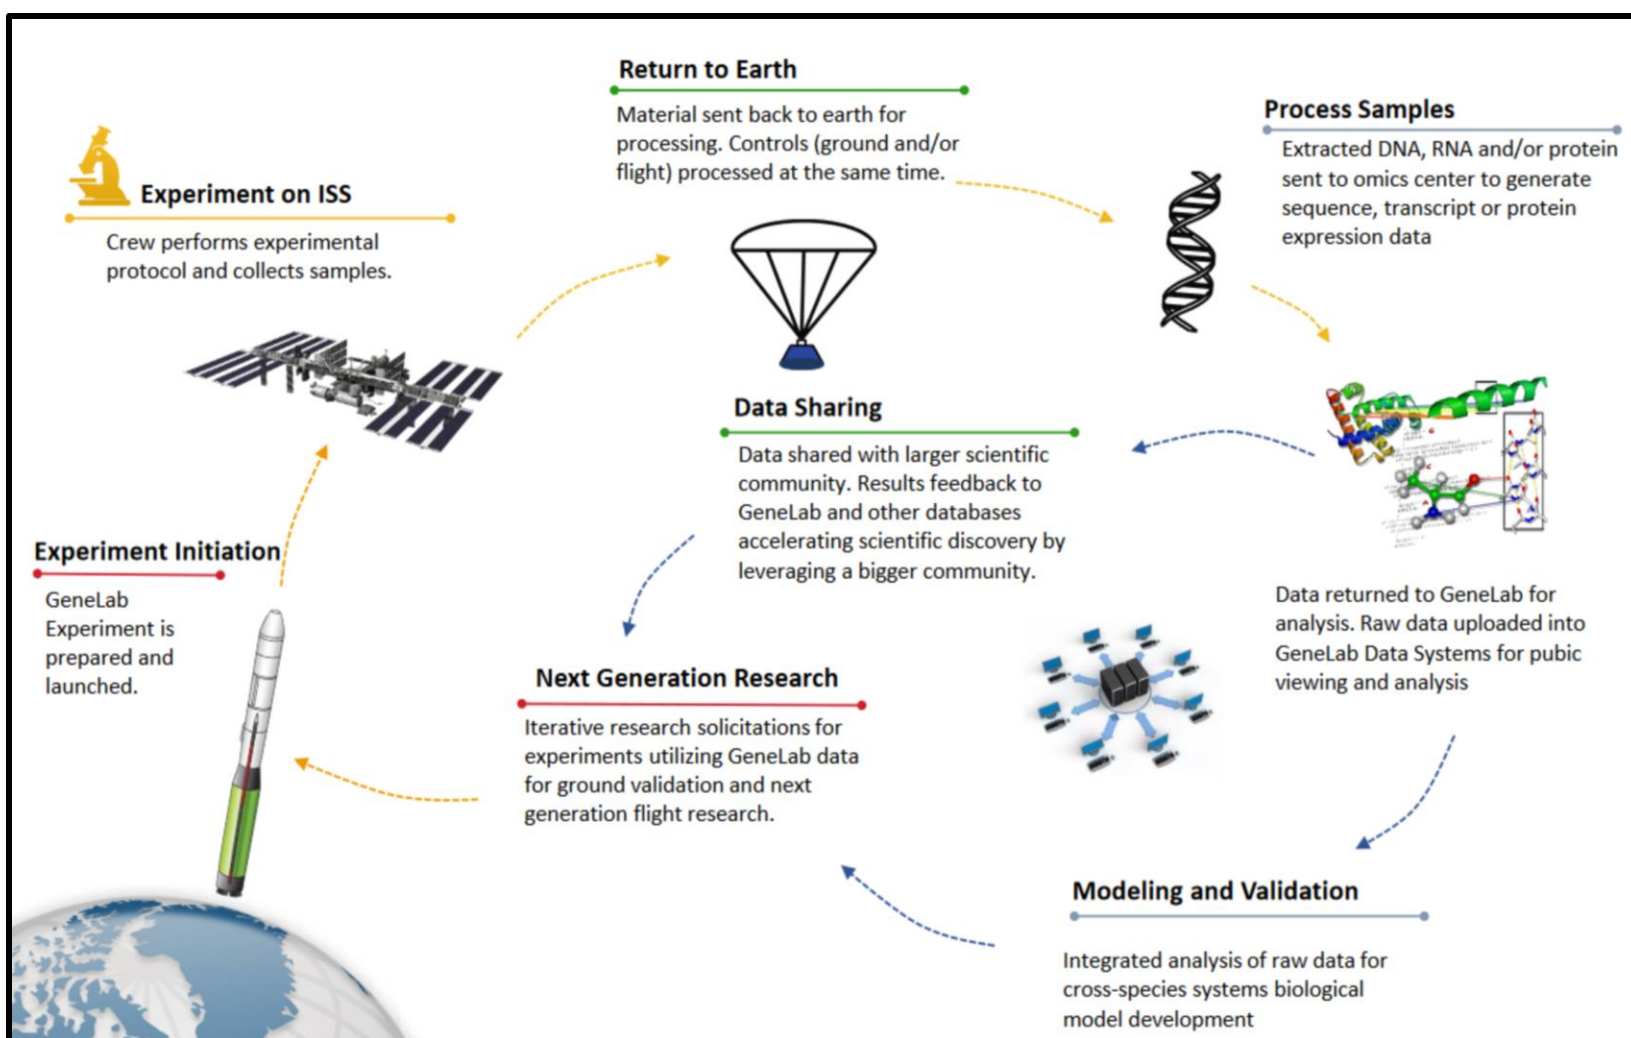 Return to Earth
Material sent back to earth for
processing. Controls (ground and/or
flight) processed at the same time.
Process Samples
Extracted DNA, RNA and/or protein
sent to omics center to generate
sequence, transcript or protein
expression data
Experiment on ISS
Crew performs experimental
protocol and collects samples.
Data Sharing
Data shared with larger scientific
community. Results feedback to
GeneLab and other databases
accelerating scientific discovery by
leveraging a bigger community.
Experiment Initiation
GeneLab
Experiment is
prepared and
launched.
Data returned to GeneLab for
analysis. Raw data uploaded into
GeneLab Data Systems for pubic
viewing and analysis
Next Generation Research
Iterative research solicitations for
experiments utilizing GeneLab data
for ground validation and next
generation flight research.
Modeling and Validation
Integrated analysis of raw data for
cross-species systems biological
model development